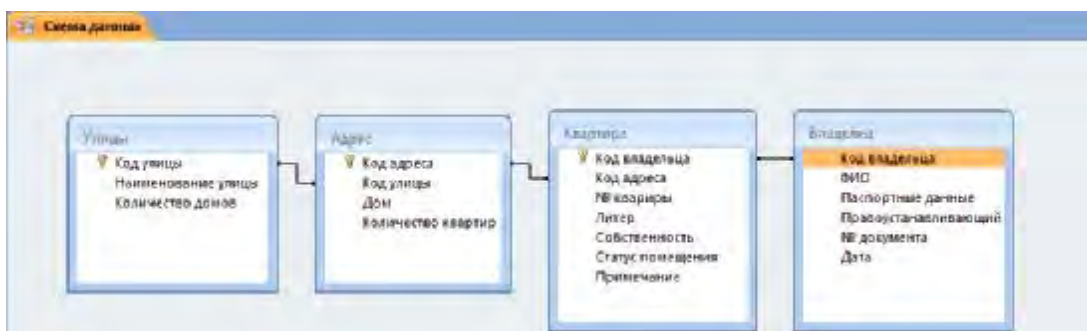 Схема данных
Улицы
Код улицы
Наименование улицы
Количество домов
Адрес
Код адреса
Код улицы
Дом
Количество квартир
Квартира
Код владельца
Код адреса
№ квариры
Литер
Собственность
Статус помещения
Примечание
Владелец
Код владельца
ФИО
Паспортные данные
Правоустанавливающий
№ документа
Дата